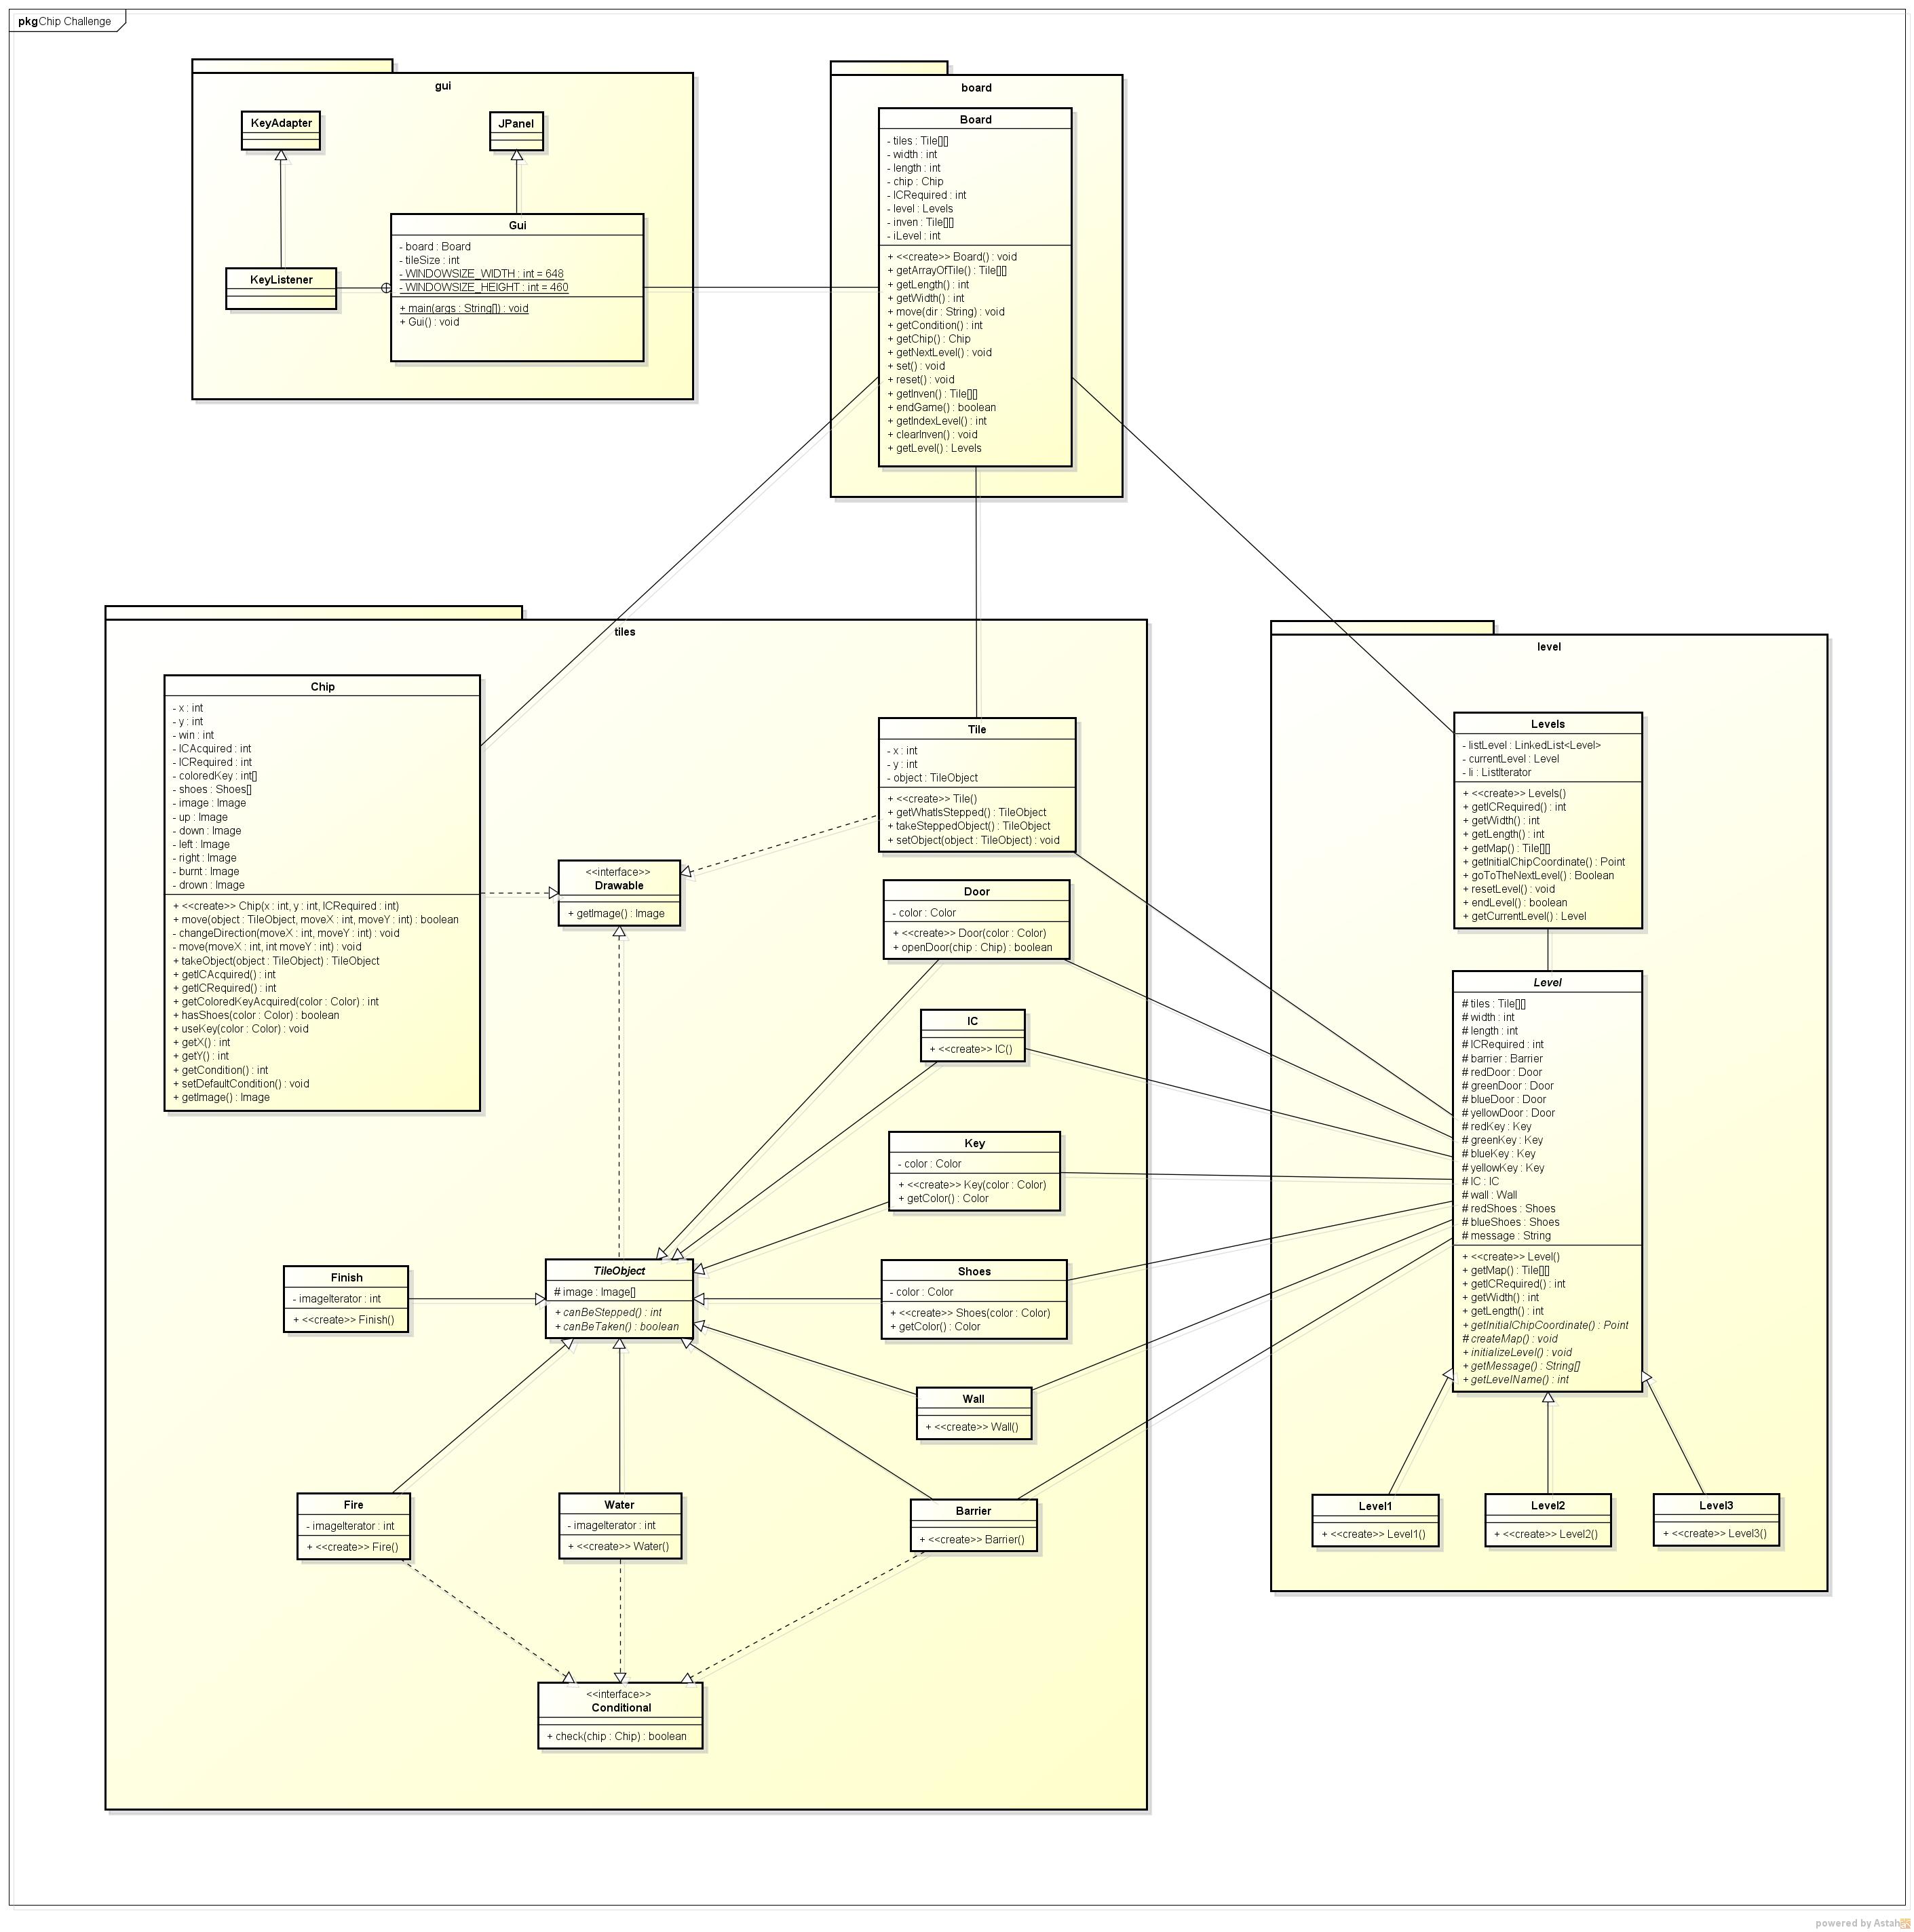 pkg Chip Challenge
gui
KeyAdapter
JPanel
Gui
- board : Board
- tileSize : int
- WINDOWSIZE_WIDTH : int = 648
- WINDOWSIZE_HEIGHT : int = 460
+ main(args : String[]) : void
+ Gui() : void
KeyListener
board
Board
- tiles : Tile[][]
- width : int
- length : int
- chip : Chip
- ICRequired : int
- level : Levels
- inven : Tile[][]
- iLevel : int
+ <<create>> Board() : void
+ getArrayOfTile() : Tile[][]
+ getLength() : int
+ getWidth() : int
+ move(dir : String) : void
+ getCondition() : int
+ getChip() : Chip
+ getNextLevel() : void
+ set() : void
+ reset() : void
+ getInven() : Tile[][]
+ endGame() : boolean
+ getIndexLevel() : int
+ clearInven() : void
+ getLevel() : Levels
tiles
Chip
- x : int
- y : int
- win : int
- ICAcquired : int
- ICRequired : int
- coloredKey : int[]
- shoes : Shoes[]
- image : Image
- up : Image
- down : Image
- left : Image
- right : Image
- burnt : Image
- drown : Image
+ <<create>> Chip(x : int, y : int, ICRequired : int)
+ move(object : TileObject, moveX : int, moveY : int) : boolean
- changeDirection(moveX : int, moveY : int) : void
- move(moveX : int, int moveY : int) : void
+ takeObject(object : TileObject) : TileObject
+ getICAcquired() : int
+ getICRequired() : int
+ getColoredKeyAcquired(color : Color) : int
+ hasShoes(color : Color) : boolean
+ useKey(color : Color) : void
+ getX() : int
+ getY() : int
+ getCondition() : int
+ setDefaultCondition() : void
+ getImage() : Image
Tile
- x : int
- y : int
- object : TileObject
+ <<create>> Tile()
+ getWhatIsStepped() : TileObject
+ takeSteppedObject() : TileObject
+ setObject(object : TileObject) : void
<<interface>>
Drawable
+ getImage() : Image
Door
- color : Color
+ <<create>> Door(color : Color)
+ openDoor(chip : Chip) : boolean
IC
+ <<create>> IC()
Key
- color : Color
+ <<create>> Key(color : Color)
+ getColor() : Color
TileObject
# image : Image[]
+ canBeStepped() : int
+ canBeTaken() : boolean
Finish
- imageIterator : int
+ <<create>> Finish()
Shoes
- color : Color
+ <<create>> Shoes(color : Color)
+ getColor() : Color
Wall
+ <<create>> Wall()
Fire
- imageIterator : int
+ <<create>> Fire()
Water
- imageIterator : int
+ <<create>> Water()
Barrier
+ <<create>> Barrier()
<<interface>>
Conditional
+ check(chip : Chip) : boolean
level
Levels
- listLevel : LinkedList<Level>
- currentLevel : Level
- li : ListIterator
+ <<create>> Levels()
+ getICRequired() : int
+ getWidth() : int
+ getLength() : int
+ getMap() : Tile[][]
+ getInitialChipCoordinate() : Point
+ goToTheNextLevel() : Boolean
+ resetLevel() : void
+ endLevel() : boolean
+ getCurrentLevel() : Level
Level
# tiles : Tile[][]
# width : int
# length : int
# ICRequired : int
# barrier : Barrier
# redDoor : Door
# greenDoor : Door
# blueDoor : Door
# yellowDoor : Door
# redKey : Key
# greenKey : Key
# blueKey : Key
# yellowKey : Key
# IC : IC
# wall : Wall
# redShoes : Shoes
# blueShoes : Shoes
# message : String
+ <<create>> Level()
+ getMap() : Tile[][]
+ getICRequired() : int
+ getWidth() : int
+ getLength() : int
+ getInitialChipCoordinate() : Point
# createMap() : void
+ initializeLevel() : void
+ getMessage() : String[]
+ getLevelName() : int
Level1
+ <<create>> Level1()
Level2
+ <<create>> Level2()
Level3
+ <<create>> Level3()
powered by Astah